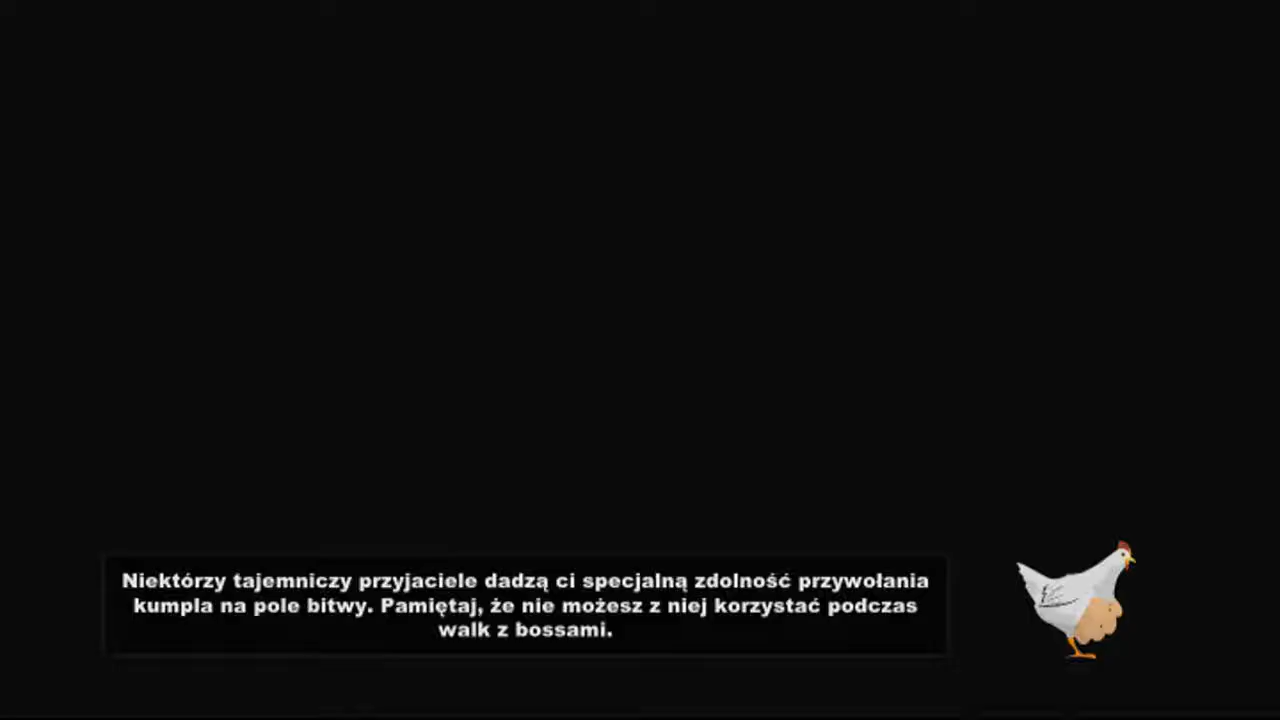 Niektórzy tajemniczy przyjaciele dadzą ci specjalną zdolność przywołania
kumpla na pole bitwy. Pamiętaj, że nie możesz z niej korzystać podczas
walk z bossami.